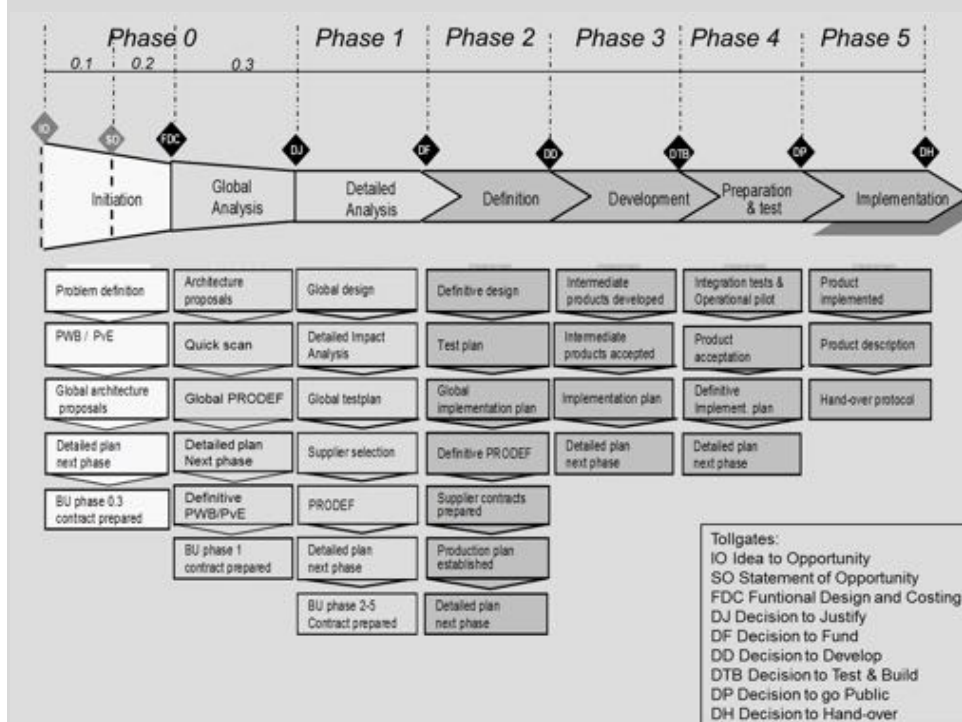 Phase 0
Phase 1
Phase 2
Phase 3
Phase 4
Phase 5
0.1
0.2
0.3
IO
SO
FDC
DJ
DF
DD
DTB
DP
DH
Initiation
Global
Analysis
Detailed
Analysis
Definition
Development
Preparation
& test
Implementation
Problem definition
PWB / PvE
Global architecture
proposals
Detailed plan
next phase
BU phase 0.3
contract prepared
Architecture
proposals
Quick scan
Global PRODEF
Detailed plan
Next phase
Definitive
PWB/PvE
BU phase 1
contract prepared
Global design
Detailed Impact
Analysis
Global testplan
Supplier selection
PRODEF
Detailed plan
next phase
BU phase 2-5
Contract prepared
Definitive design
Test plan
Global
implementation plan
Definitive PRODEF
Supplier contracts
prepared
Production plan
established
Detailed plan
next phase
Intermediate
products developed
Intermediate
products accepted
Implementation plan
Detailed plan
next phase
Integration tests &
Operational pilot
Product
acceptation
Definitive
Implement. plan
Detailed plan
next phase
Product
implemented
Product description
Hand-over protocol
Tollgates:
IO Idea to Opportunity
SO Statement of Opportunity
FDC Funtional Design and Costing
DJ Decision to Justify
DF Decision to Fund
DD Decision to Develop
DTB Decision to Test & Build
DP Decision to go Public
DH Decision to Hand-over